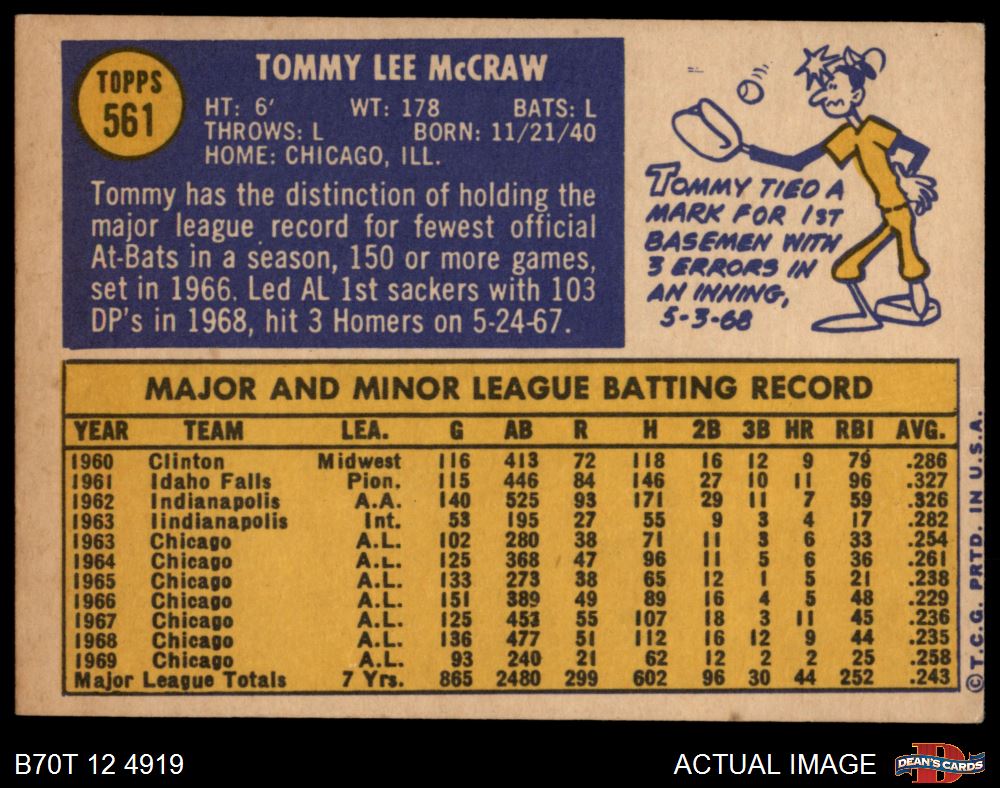 TOPPS
561
TOMMY LEE McCRAW
HT: 6' WT: 178 BATS: L
THROWS: L BORN: 11/21/40
HOME: CHICAGO, ILL.
Tommy has the distinction of holding the
major league record for fewest official
At-Bats in a season, 150 or more games,
set in 1966. Led AL 1st sackers with 103
DP's in 1968, hit 3 Homers on 5-24-67.
TOMMY TIED A
MARK FOR 1ST
BASEMEN WITH
3 ERRORS IN
AN INNING,
5-3-68
MAJOR AND MINOR LEAGUE BATTING RECORD
YEAR TEAM LEA. G AB R H 2B 3B HR RBI AVG.
1960 Clinton Midwest 116 413 72 118 16 12 9 79 .286
1961 Idaho Falls Pion. 115 446 84 146 27 10 11 96 .327
1962 Indianapolis A.A. 140 525 93 171 29 11 7 59 .326
1963 Iindianapolis Int. 53 195 27 55 9 3 4 17 .282
1963 Chicago A.L. 102 280 38 71 11 3 6 33 .254
1964 Chicago A.L. 125 368 47 96 11 5 6 36 .261
1965 Chicago A.L. 133 273 38 65 12 1 5 21 .238
1966 Chicago A.L. 151 389 49 89 16 4 5 48 .229
1967 Chicago A.L. 125 453 55 107 18 3 11 45 .236
1968 Chicago A.L. 136 477 51 112 16 12 9 44 .235
1969 Chicago A.L. 93 240 21 62 12 2 2 25 .258
Major League Totals 7 Yrs. 865 2480 299 602 96 30 44 252 .243
©T.C.G. PRTD. IN U.S.A.
B70T 12 4919
ACTUAL IMAGE
D
DEAN'S CARDS